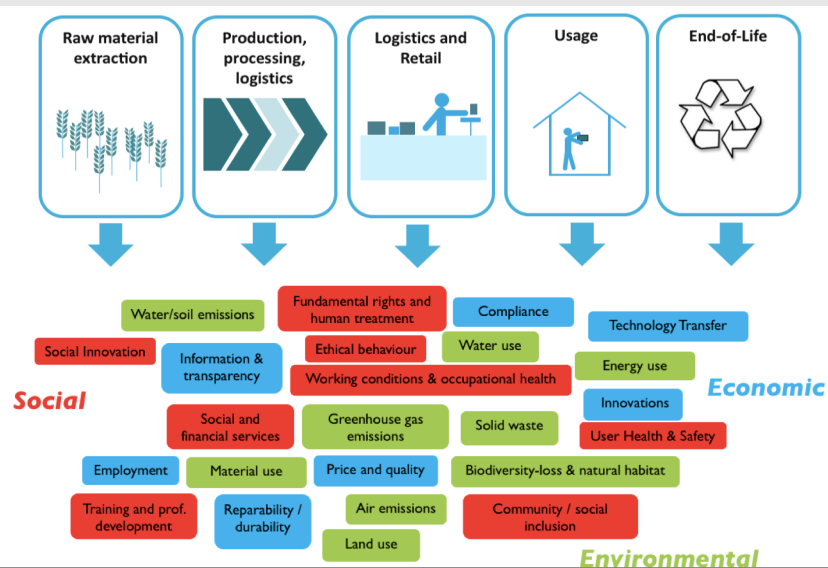 Raw material
extraction
Production,
processing,
logistics
Logistics and
Retail
Usage
End-of-Life
Water/soil emissions
Fundamental rights and
human treatment
Compliance
Technology Transfer
Social Innovation
Information &
transparency
Ethical behaviour
Water use
Working conditions & occupational health
Energy use
Social
Economic
Innovations
Social and
financial services
Greenhouse gas
emissions
Solid waste
User Health & Safety
Employment
Material use
Price and quality
Biodiversity-loss & natural habitat
Training and prof.
development
Reparability /
durability
Air emissions
Community / social
inclusion
Land use
Environmental